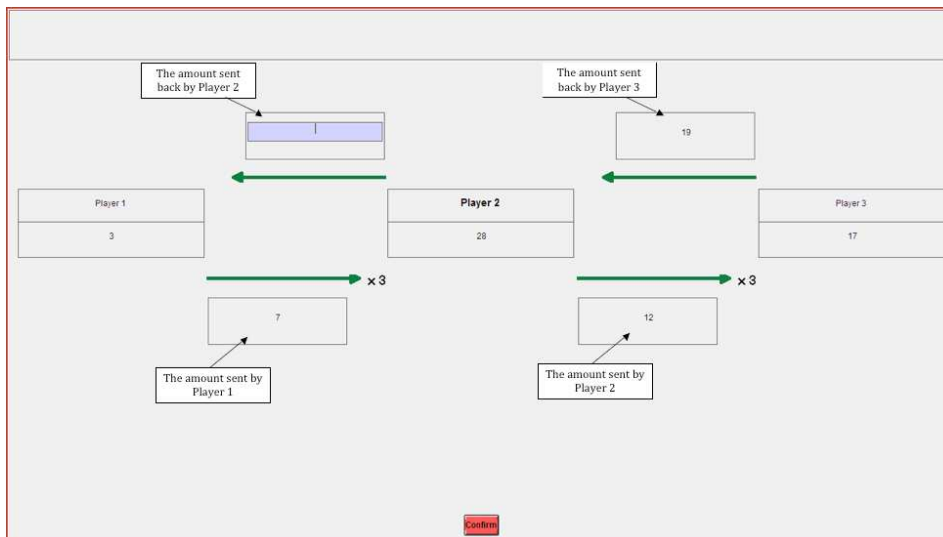 The amount sent
back by Player 2
The amount sent
back by Player 3
19
Player 1
Player 2
Player 3
3
28
17
× 3
× 3
7
12
The amount sent by
Player 1
The amount sent by
Player 2
Confirm